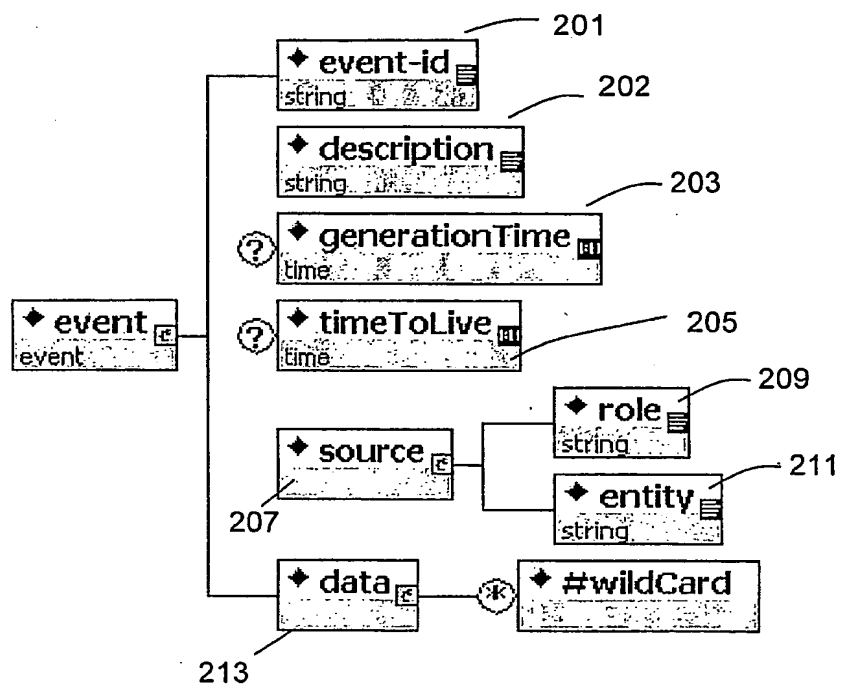 201
event-id
string
202
description
string
203
? generationTime
time
event
event
? timeToLive
time
205
209
role
string
source
207
211
entity
string
data
* #wildCard
213